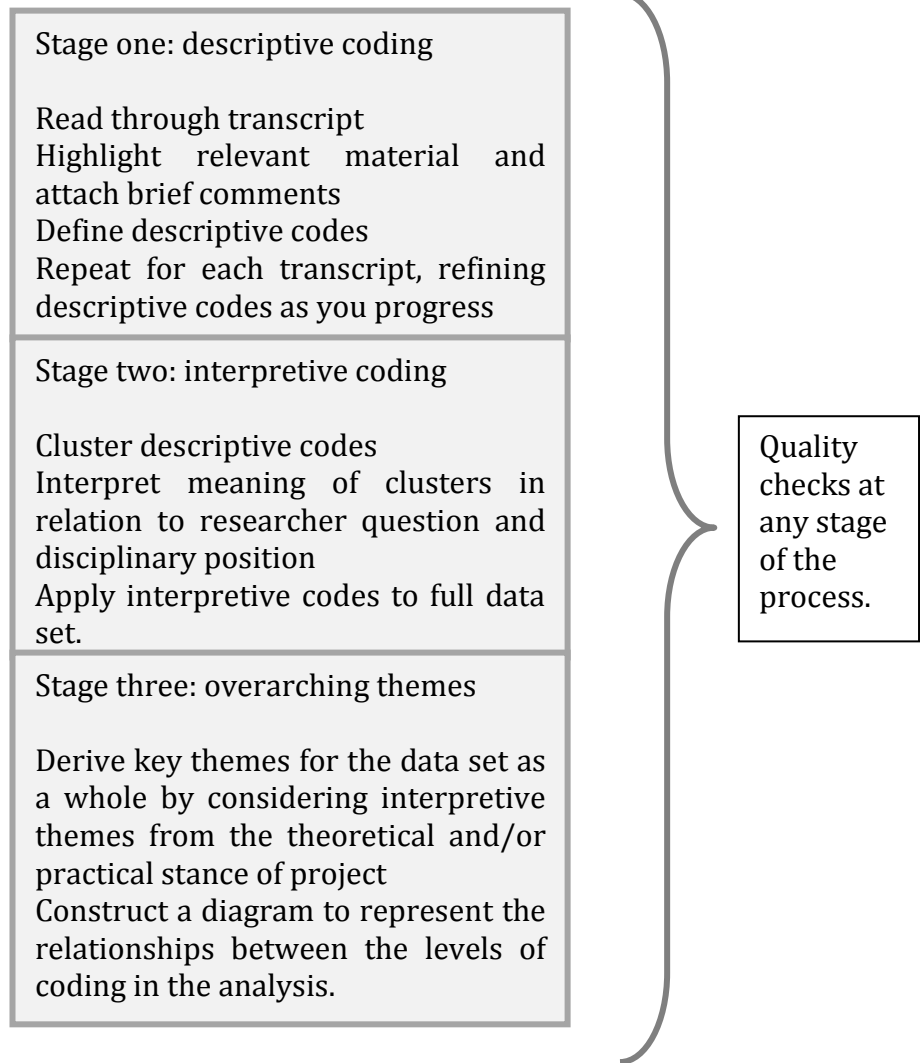 Stage one: descriptive coding
Read through transcript
Highlight relevant material and
attach brief comments
Define descriptive codes
Repeat for each transcript, refining
descriptive codes as you progress
Stage two: interpretive coding
Cluster descriptive codes
Interpret meaning of clusters in
relation to researcher question and
disciplinary position
Apply interpretive codes to full data
set.
Stage three: overarching themes
Derive key themes for the data set as
a whole by considering interpretive
themes from the theoretical and/or
practical stance of project
Construct a diagram to represent the
relationships between the levels of
coding in the analysis.
Quality
checks at
any stage
of the
process.